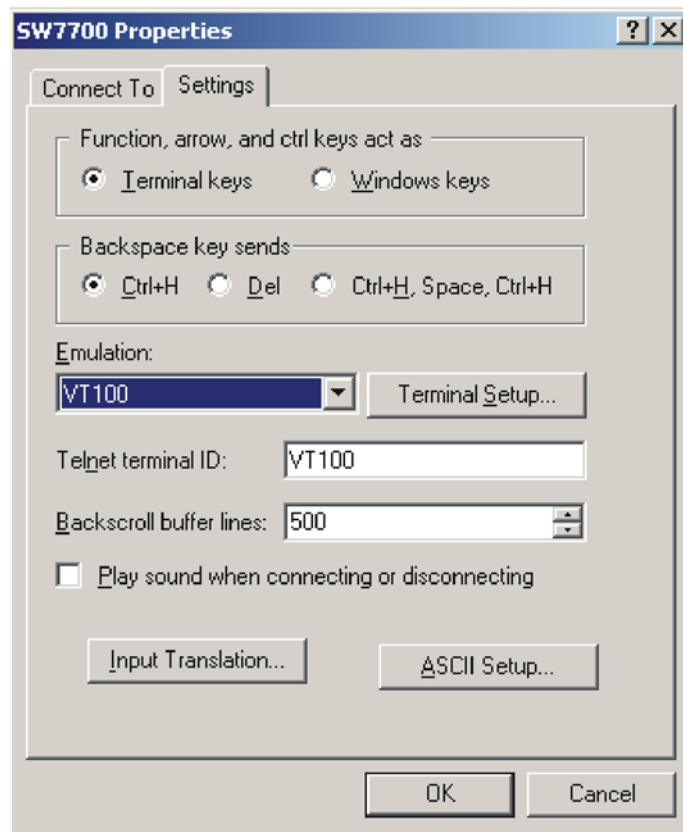 SW7700 Properties
Connect To Settings
Function, arrow, and ctrl keys act as
Terminal keys Windows keys
Backspace key sends
Ctrl+H Del Ctrl+H, Space, Ctrl+H
Emulation:
VT100 Terminal Setup...
Telnet terminal ID: VT100
Backscroll buffer lines: 500
Play sound when connecting or disconnecting
Input Translation... ASCII Setup...
OK Cancel